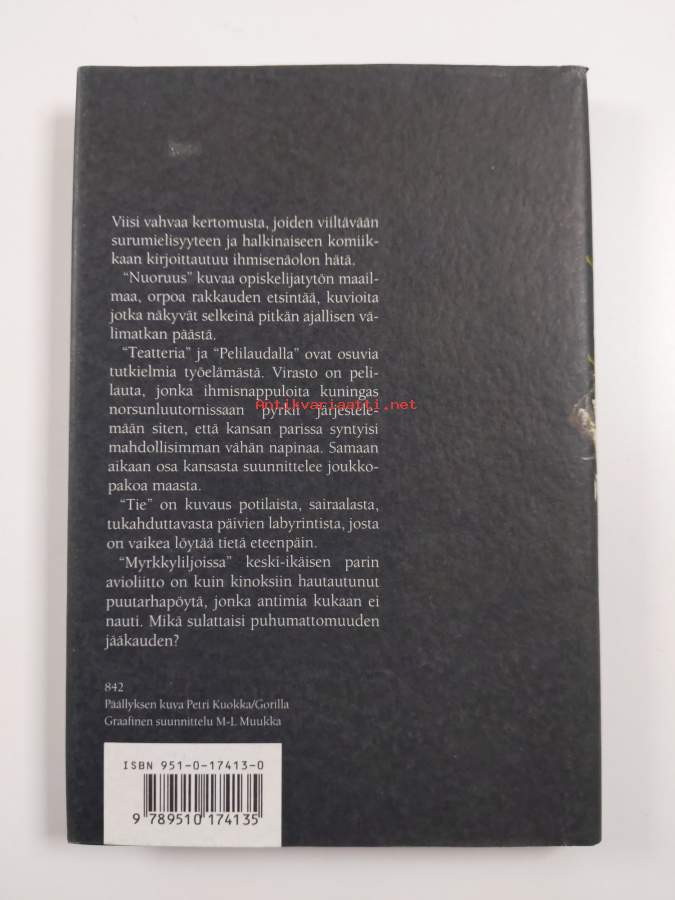 Viisi vahvaa kertomusta, joiden viiltävään
surumielisyyteen ja halkinaiseen komiik-
kaan kirjoittautuu ihmisenäolon hätä.
"Nuoruus" kuvaa opiskelijatytön maail-
maa, orpoa rakkauden etsintää, kuvioita
jotka näkyvät selkeinä pitkän ajallisen vä-
limatkan päästä.
"Teatteria" ja "Pelilaudalla" ovat osuvia
tutkielmia työelämästä. Virasto on peli-
lauta, jonka ihmisnappuloita kuningas
Antikvariaatti.net
norsunluutornissaan pyrkii järjestele-
mään siten, että kansan parissa syntyisi
mahdollisimman vähän napinaa. Samaan
aikaan osa kansasta suunnittelee joukko-
pakoa maasta.
"Tie" on kuvaus potilaista, sairaalasta,
tukahduttavasta päivien labyrintista, josta
on vaikea löytää tietä eteenpäin.
"Myrkkyliljoissa" keski-ikäisen parin
avioliitto on kuin kinoksiin hautautunut
puutarhapöytä, jonka antimia kukaan ei
nauti. Mikä sulattaisi puhumattomuuden
jääkauden?
842
Päällyksen kuva Petri Kuokka/Gorilla
Graafinen suunnittelu M-L Muukka
ISBN 951-0-17413-0
9 789510 174135